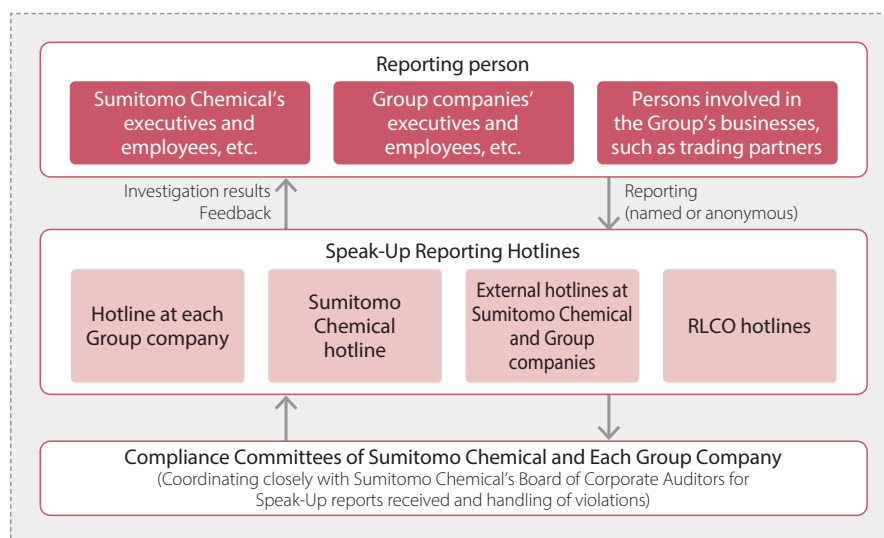 Reporting person
Sumitomo Chemical’s
executives and
employees, etc.
Group companies’
executives and
employees, etc.
Persons involved in
the Group’s businesses,
such as trading partners
Investigation results
Feedback
Reporting
(named or anonymous)
Speak-Up Reporting Hotlines
Hotline at each
Group company
Sumitomo
Chemical
hotline
External hotlines at
Sumitomo Chemical
and Group
companies
RLCO hotlines
Compliance Committees of Sumitomo Chemical and Each Group Company
(Coordinating closely with Sumitomo Chemical’s Board of Corporate Auditors for
Speak-Up reports received and handling of violations)